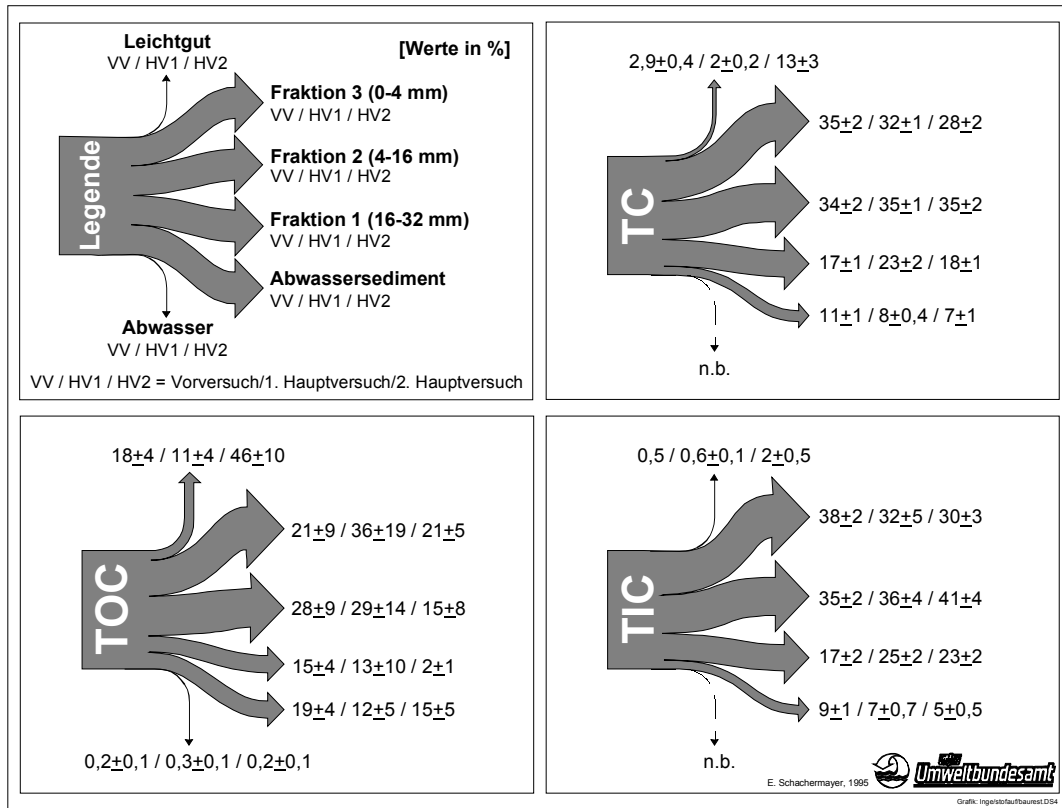 Leichtgut
VV / HV1 / HV2
[Werte in %]
Legende
Fraktion 3 (0-4 mm)
VV / HV1 / HV2
Fraktion 2 (4-16 mm)
VV / HV1 / HV2
Fraktion 1 (16-32 mm)
VV / HV1 / HV2
Abwassersediment
VV / HV1 / HV2
Abwasser
VV / HV1 / HV2
VV / HV1 / HV2 = Vorversuch/1. Hauptversuch/2. Hauptversuch
2,9±0,4 / 2±0,2 / 13±3
TC
35±2 / 32±1 / 28±2
34±2 / 35±1 / 35±2
17±1 / 23±2 / 18±1
11±1 / 8±0,4 / 7±1
n.b.
18±4 / 11±4 / 46±10
TOC
21±9 / 36±19 / 21±5
28±9 / 29±14 / 15±8
15±4 / 13±10 / 2±1
19±4 / 12±5 / 15±5
0,2±0,1 / 0,3±0,1 / 0,2±0,1
0,5 / 0,6±0,1 / 2±0,5
TIC
38±2 / 32±5 / 30±3
35±2 / 36±4 / 41±4
17±2 / 25±2 / 23±2
9±1 / 7±0,7 / 5±0,5
n.b.
E. Schachermayer, 1995
Umweltbundesamt
Grafik: Inge/stofauf/baurest.DS4